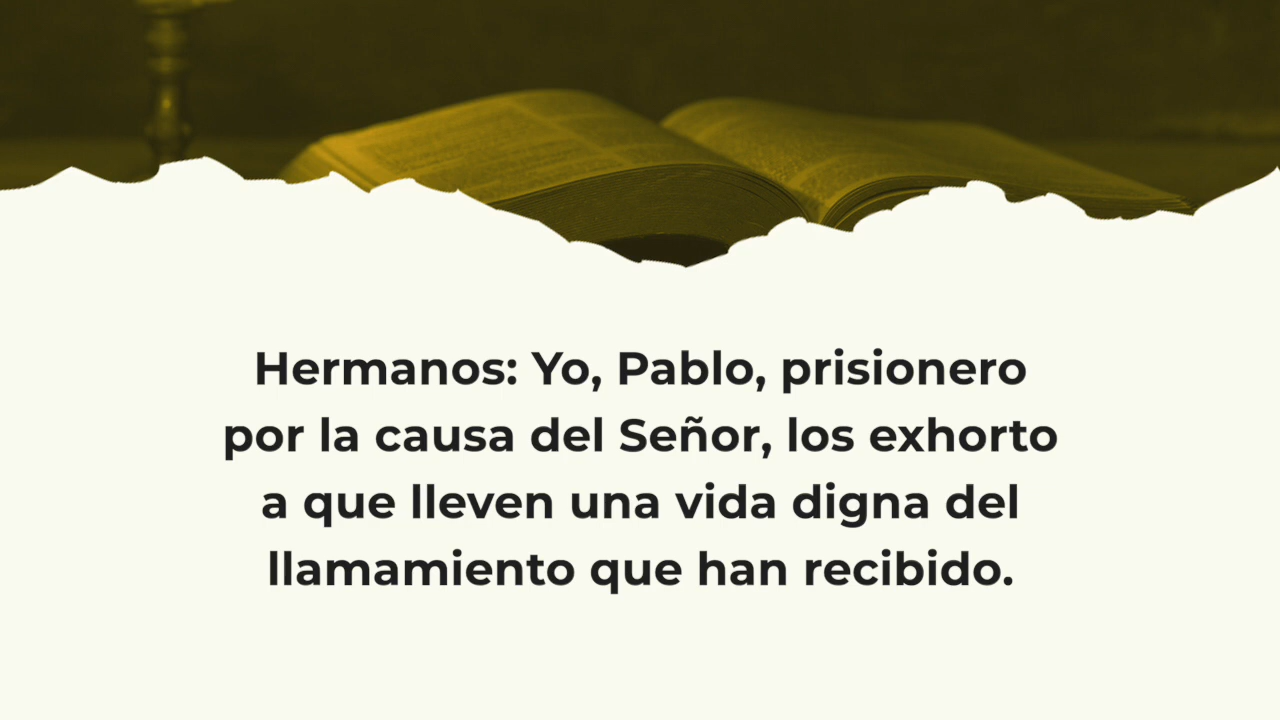 Hermanos: Yo, Pablo, prisionero
por la causa del Señor, los exhorto
a que lleven una vida digna del
llamamiento que han recibido.